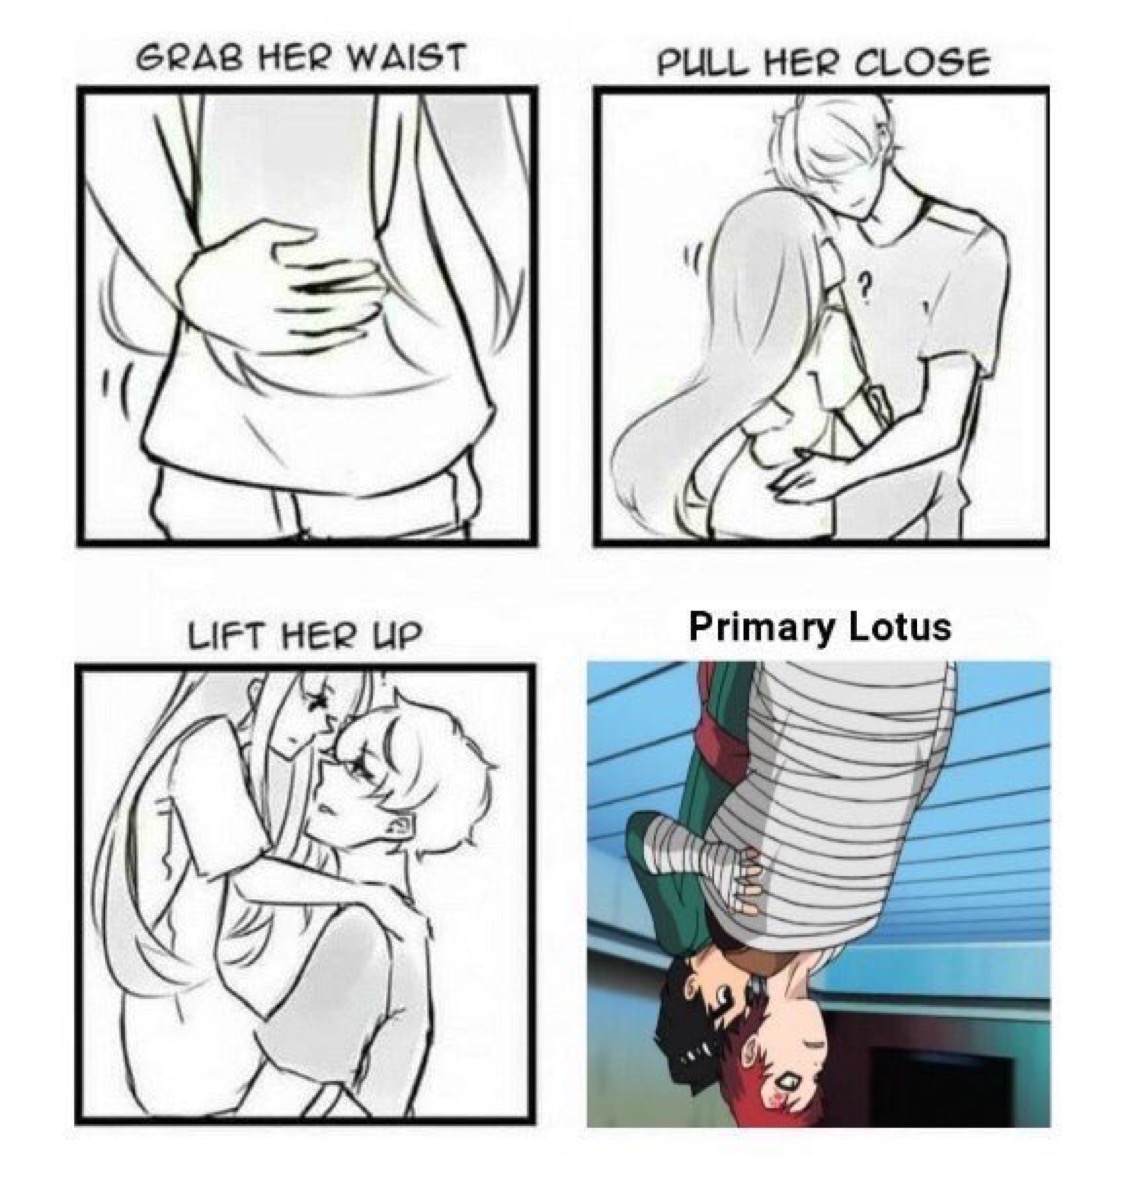 GRAB HER WAIST
PULL HER CLOSE
?
LIFT HER UP
Primary Lotus